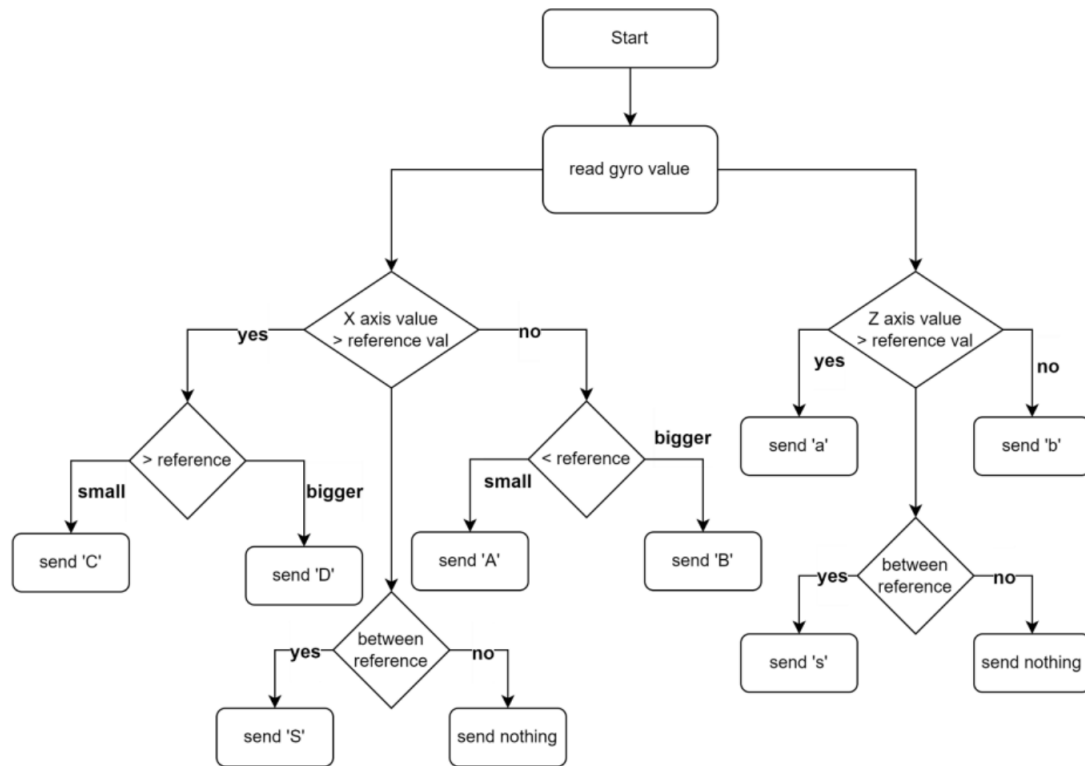 Start
read gyro value
X axis value
> reference val
yes
no
Z axis value
> reference val
yes
no
> reference
small
bigger
< reference
small
bigger
send 'a'
send 'b'
send 'C'
send 'D'
send 'A'
send 'B'
between
reference
yes
no
between
reference
yes
no
send 's'
send nothing
send 'S'
send nothing